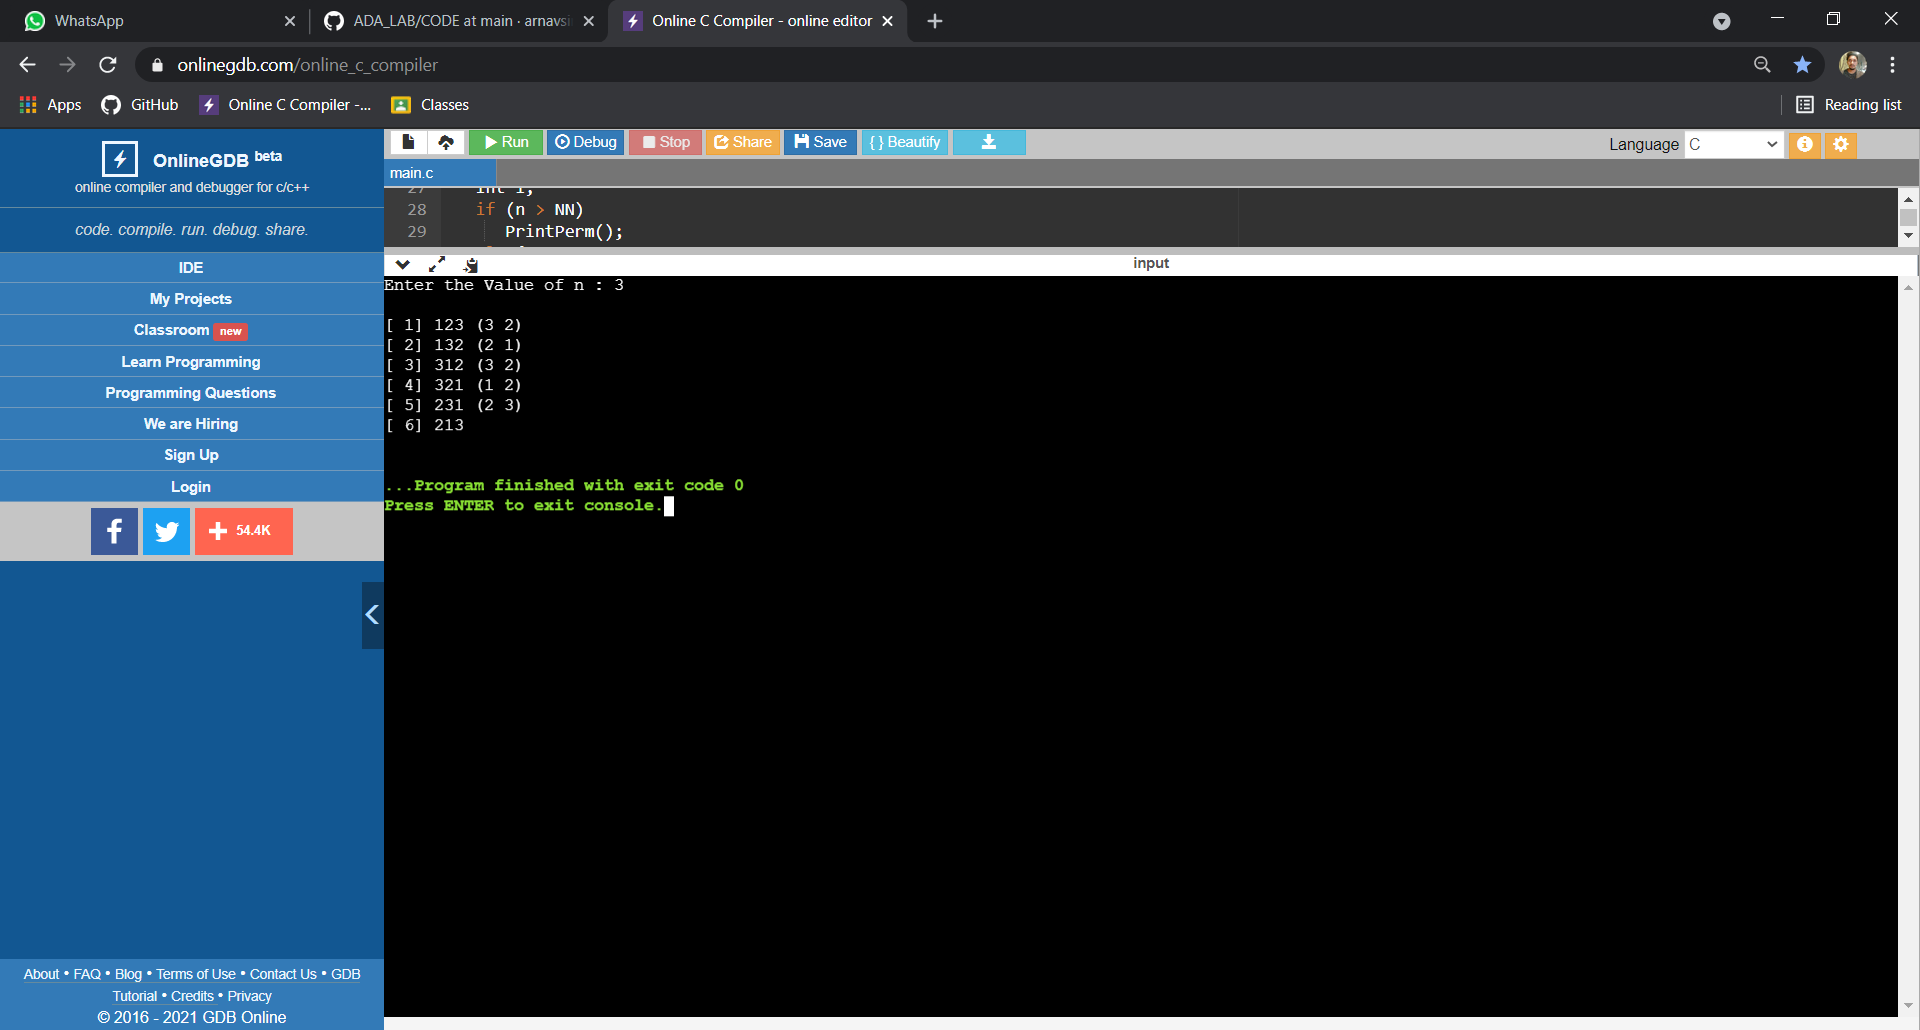 WhatsApp
ADA_LAB/CODE at main · arnavsi
Online C Compiler - online editor
onlinegdb.com/online_c_compiler
Apps
GitHub
Online C Compiler -...
Classes
Reading list
OnlineGDB beta
online compiler and debugger for c/c++
code. compile. run. debug. share.
IDE
My Projects
Classroom new
Learn Programming
Programming Questions
We are Hiring
Sign Up
Login
54.4K
About • FAQ • Blog • Terms of Use • Contact Us • GDB
Tutorial • Credits • Privacy
© 2016 - 2021 GDB Online
Run
Debug
Stop
Share
Save
{ } Beautify
Language C
main.c
27 int i;
28 if (n > NN)
29 PrintPerm();
input
Enter the Value of n : 3
[ 1] 123 (3 2)
[ 2] 132 (2 1)
[ 3] 312 (3 2)
[ 4] 321 (1 2)
[ 5] 231 (2 3)
[ 6] 213
...Program finished with exit code 0
Press ENTER to exit console.